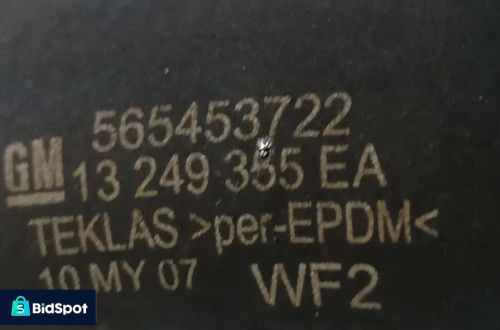 565453722
GM 13 249 355 EA
TEKLAS >per-EPDM<
10 MY 07 WF2
BidSpot